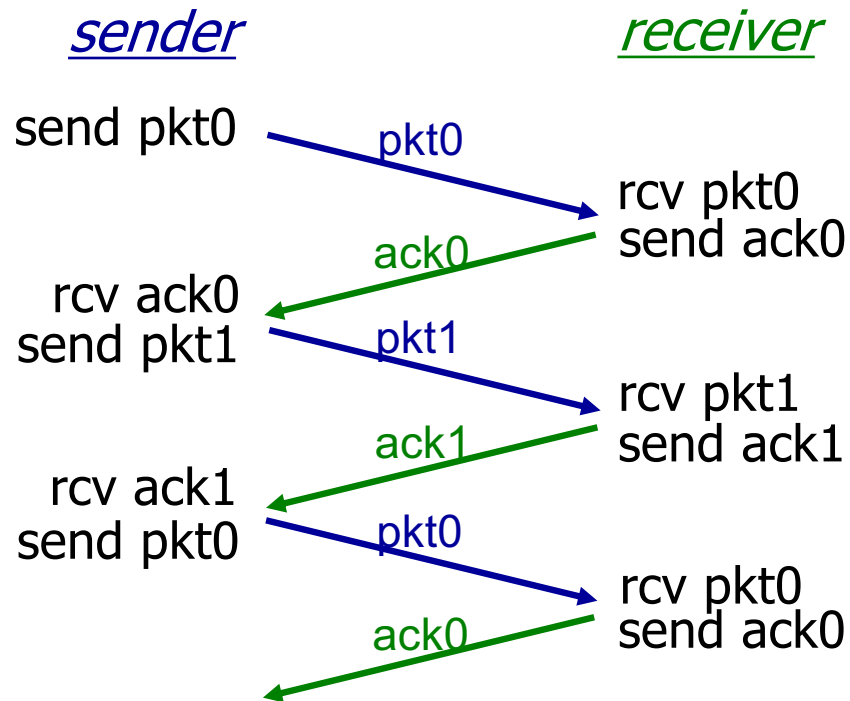 sender
receiver
send pkt0
pkt0
rcv pkt0
send ack0
ack0
rcv ack0
send pkt1
pkt1
rcv pkt1
send ack1
ack1
rcv ack1
send pkt0
pkt0
rcv pkt0
send ack0
ack0